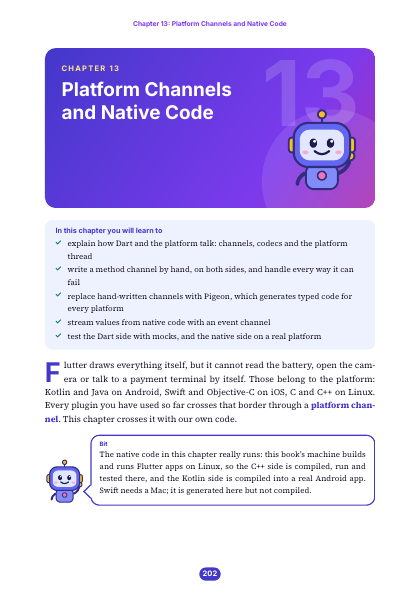 Chapter 13: Platform Channels and Native Code
13
CHAPTER 13
Platform Channels
and Native Code
In this chapter you will learn to
explain how Dart and the platform talk: channels, codecs and the platform
thread
write a method channel by hand, on both sides, and handle every way it can
fail
replace hand-written channels with Pigeon, which generates typed code for
every platform
stream values from native code with an event channel
test the Dart side with mocks, and the native side on a real platform
Flutter draws everything itself, but it cannot read the battery, open the cam-
era or talk to a payment terminal by itself. Those belong to the platform:
Kotlin and Java on Android, Swift and Objective-C on iOS, C and C++ on Linux.
Every plugin you have used so far crosses that border through a platform chan-
nel. This chapter crosses it with our own code.
Bit
The native code in this chapter really runs: this book's machine builds
and runs Flutter apps on Linux, so the C++ side is compiled, run and
tested there, and the Kotlin side is compiled into a real Android app.
Swift needs a Mac; it is generated here but not compiled.
202